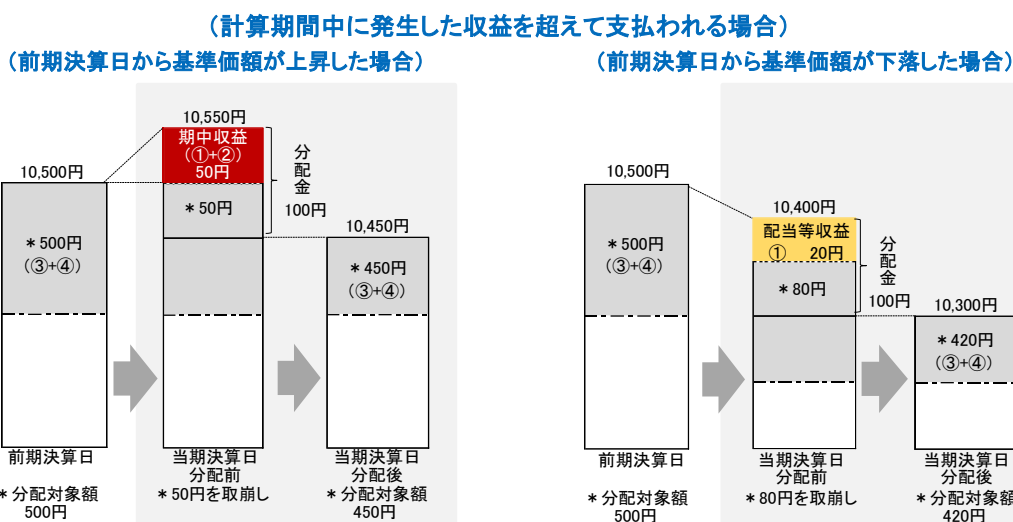 （計算期間中に発生した収益を超えて支払われる場合）
（前期決算日から基準価額が上昇した場合）
10,550円
期中収益
（①+②）
50円
分配金
100円
10,500円
＊50円
＊500円
（③+④）
10,450円
＊450円
（③+④）
前期決算日
＊分配対象額
500円
当期決算日
分配前
＊50円を取崩し
当期決算日
分配後
＊分配対象額
450円
（前期決算日から基準価額が下落した場合）
10,500円
＊500円
（③+④）
10,400円
配当等収益
① 20円
分配金
100円
＊80円
10,300円
＊420円
（③+④）
前期決算日
＊分配対象額
500円
当期決算日
分配前
＊80円を取崩し
当期決算日
分配後
＊分配対象額
420円